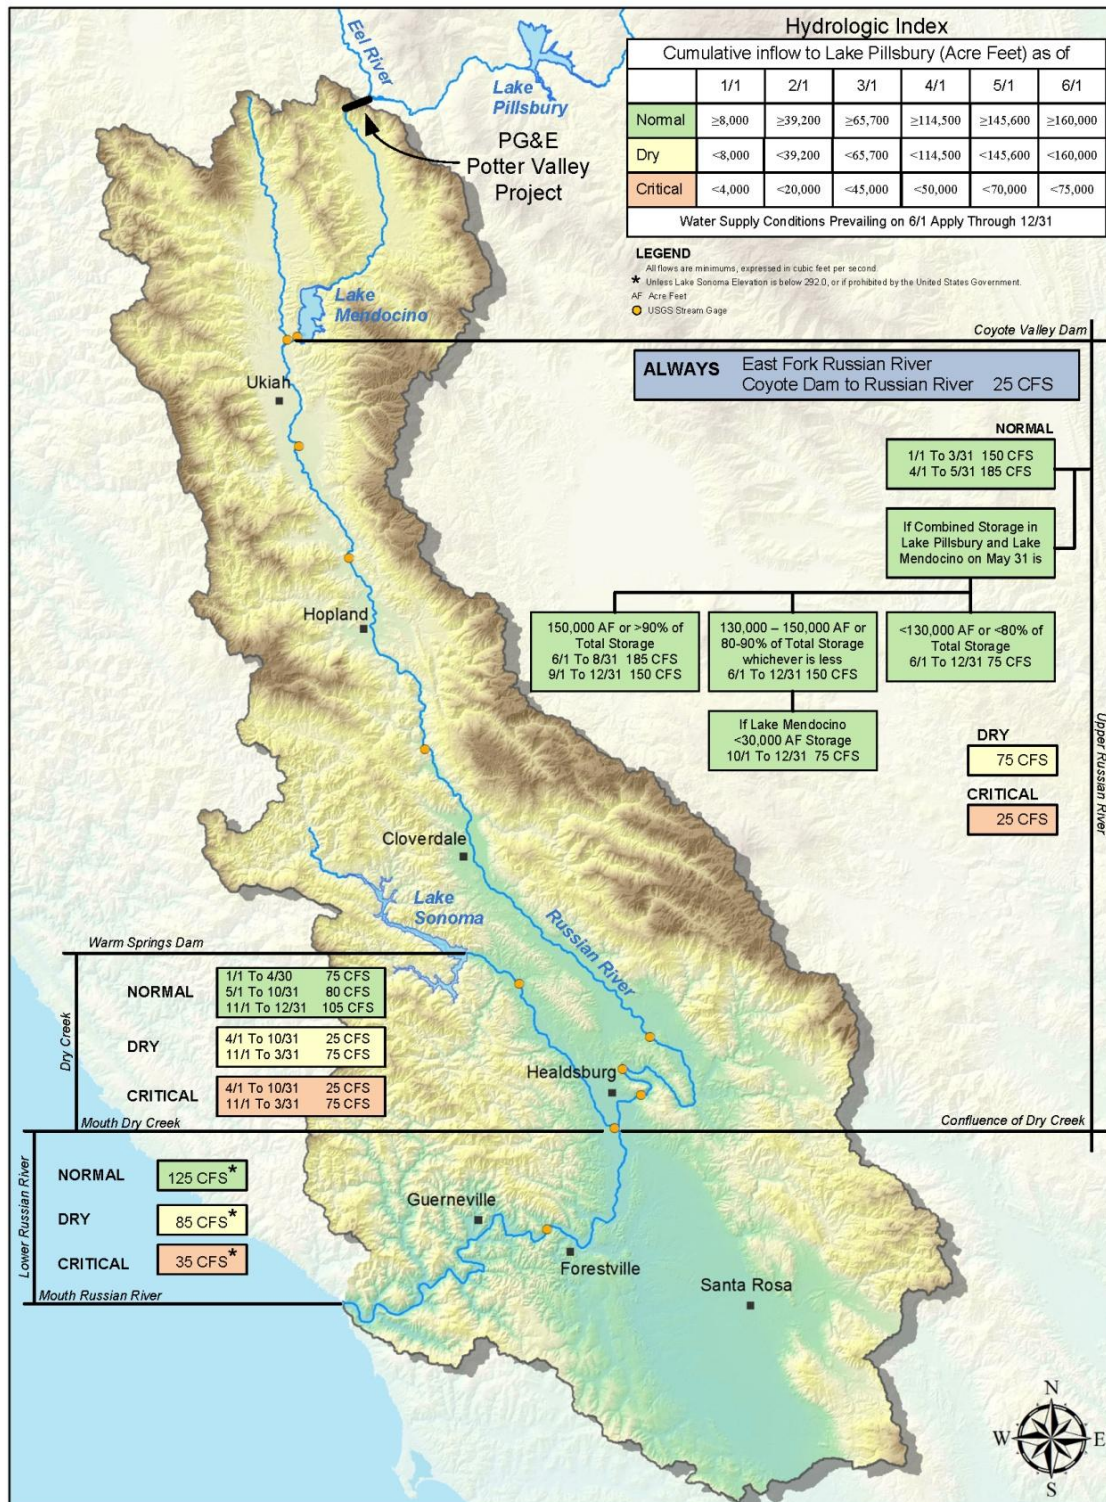 Hydrologic Index
Cumulative inflow to Lake Pillsbury (Acre Feet) as of
1/1 2/1 3/1 4/1 5/1 6/1
Normal ≥8,000 ≥39,200 ≥65,700 ≥114,500 ≥145,600 ≥160,000
Dry <8,000 <39,200 <65,700 <114,500 <145,600 <160,000
Critical <4,000 <20,000 <45,000 <50,000 <70,000 <75,000
Water Supply Conditions Prevailing on 6/1 Apply Through 12/31
LEGEND
All flows are minimums, expressed in cubic feet per second.
* Unless Lake Sonoma Elevation is below 292.0, or if prohibited by the United States Government.
AF Acre Feet
USGS Stream Gage
Eel River
Lake
Pillsbury
PG&E
Potter Valley
Project
Lake
Mendocino
Coyote Valley Dam
ALWAYS East Fork Russian River
Coyote Dam to Russian River 25 CFS
Ukiah
NORMAL
1/1 To 3/31 150 CFS
4/1 To 5/31 185 CFS
If Combined Storage in
Lake Pillsbury and Lake
Mendocino on May 31 is
150,000 AF or >90% of
Total Storage
6/1 To 8/31 185 CFS
9/1 To 12/31 150 CFS
130,000 – 150,000 AF or
80-90% of Total Storage
whichever is less
6/1 To 12/31 150 CFS
<130,000 AF or <80% of
Total Storage
6/1 To 12/31 75 CFS
If Lake Mendocino
<30,000 AF Storage
10/1 To 12/31 75 CFS
DRY
75 CFS
CRITICAL
25 CFS
Upper Russian River
Hopland
Cloverdale
Lake
Sonoma
Russian River
Warm Springs Dam
NORMAL
1/1 To 4/30 75 CFS
5/1 To 10/31 80 CFS
11/1 To 12/31 105 CFS
DRY
4/1 To 10/31 25 CFS
11/1 To 3/31 75 CFS
CRITICAL
4/1 To 10/31 25 CFS
11/1 To 3/31 75 CFS
Dry Creek
Healdsburg
Mouth Dry Creek
Confluence of Dry Creek
NORMAL 125 CFS*
DRY 85 CFS*
CRITICAL 35 CFS*
Lower Russian River
Mouth Russian River
Guerneville
Forestville
Santa Rosa
N
W E
S